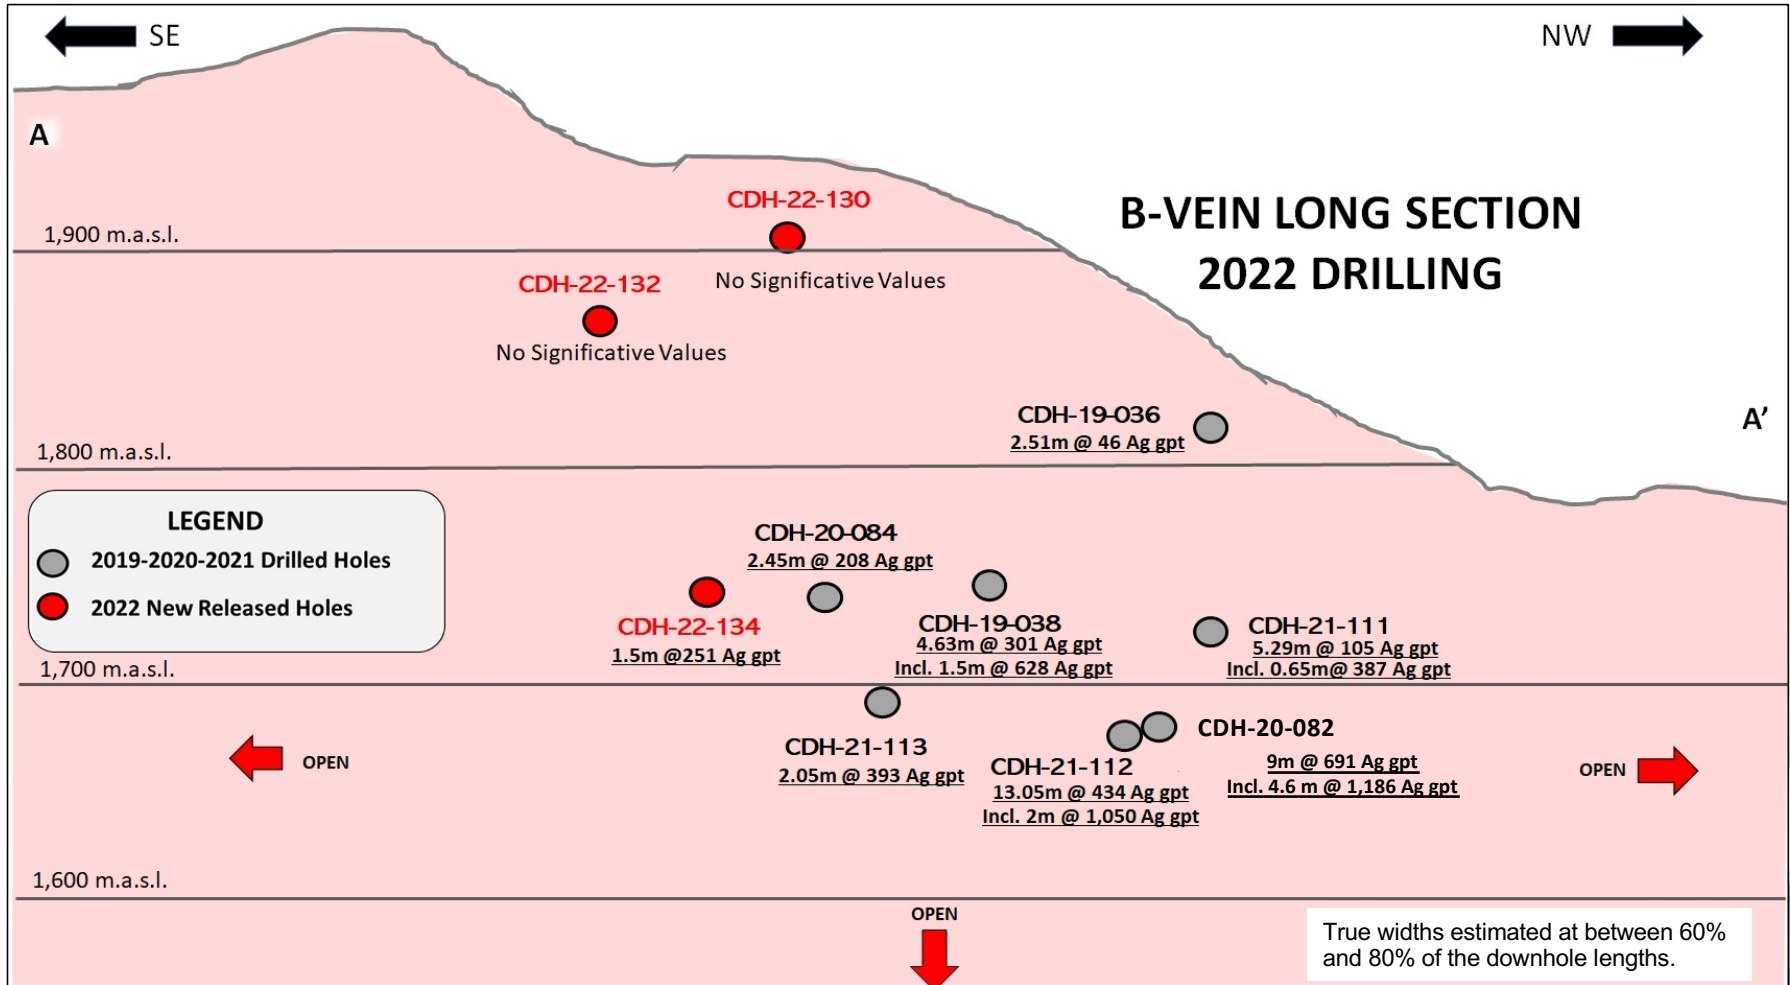 SE
NW
A
CDH-22-130
B-VEIN LONG SECTION
2022 DRILLING
1,900 m.a.s.l.
No Significative Values
CDH-22-132
No Significative Values
CDH-19-036
2.51m @ 46 Ag gpt
A'
1,800 m.a.s.l.
LEGEND
2019-2020-2021 Drilled Holes
2022 New Released Holes
CDH-20-084
2.45m @ 208 Ag gpt
CDH-22-134
1.5m @251 Ag gpt
CDH-19-038
4.63m @ 301 Ag gpt
Incl. 1.5m @ 628 Ag gpt
CDH-21-111
5.29m @ 105 Ag gpt
Incl. 0.65m@ 387 Ag gpt
1,700 m.a.s.l.
CDH-21-113
2.05m @ 393 Ag gpt
CDH-21-112
13.05m @ 434 Ag gpt
Incl. 2m @ 1,050 Ag gpt
CDH-20-082
9m @ 691 Ag gpt
Incl. 4.6 m @ 1,186 Ag gpt
OPEN
OPEN
1,600 m.a.s.l.
OPEN
True widths estimated at between 60%
and 80% of the downhole lengths.